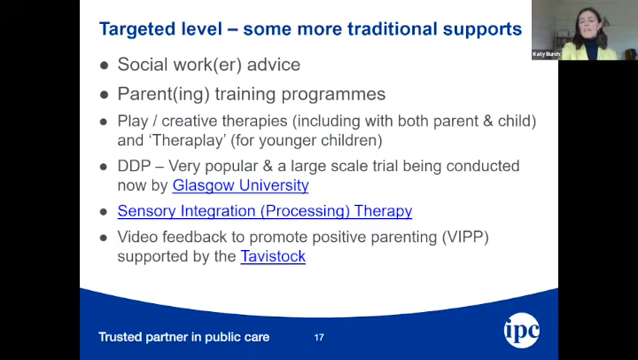 Targeted level – some more traditional supports
● Social work(er) advice
● Parent(ing) training programmes
● Play / creative therapies (including with both parent & child)
and ‘Theraplay’ (for younger children)
● DDP – Very popular & a large scale trial being conducted
now by Glasgow University
● Sensory Integration (Processing) Therapy
● Video feedback to promote positive parenting (VIPP)
supported by the Tavistock
Trusted partner in public care
17
ipc
Katy Burch